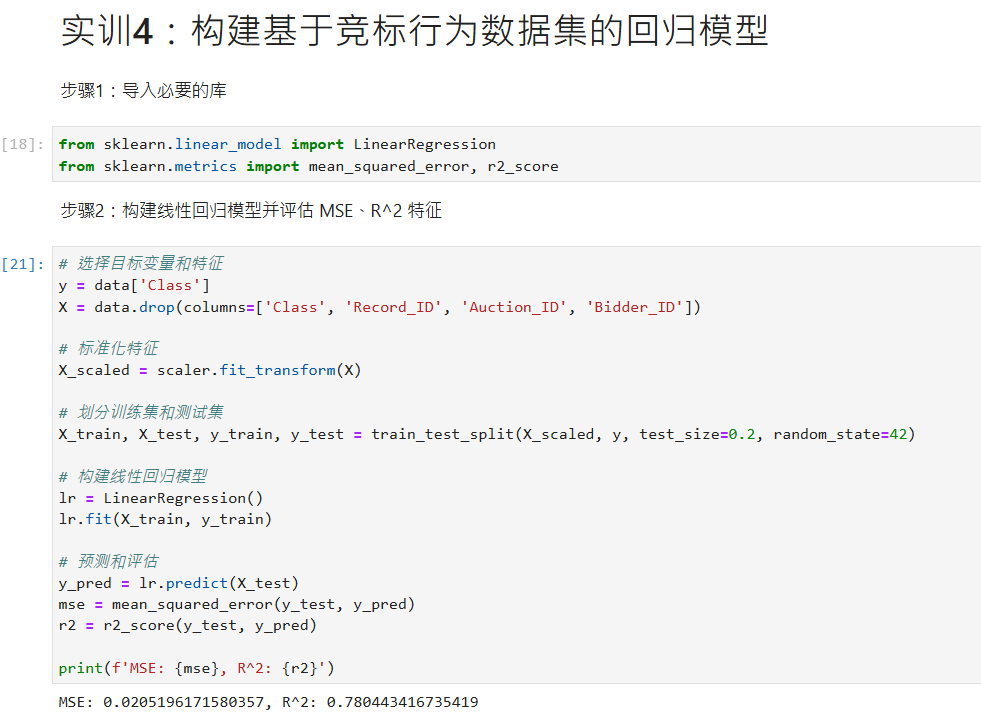 实训4：构建基于竞标行为数据集的回归模型
步骤1：导入必要的库
[18]:
from sklearn.linear_model import LinearRegression
from sklearn.metrics import mean_squared_error, r2_score
步骤2：构建线性回归模型并评估 MSE、R^2 特征
[21]:
# 选择目标变量和特征
y = data['Class']
X = data.drop(columns=['Class', 'Record_ID', 'Auction_ID', 'Bidder_ID'])
# 标准化特征
X_scaled = scaler.fit_transform(X)
# 划分训练集和测试集
X_train, X_test, y_train, y_test = train_test_split(X_scaled, y, test_size=0.2, random_state=42)
# 构建线性回归模型
lr = LinearRegression()
lr.fit(X_train, y_train)
# 预测和评估
y_pred = lr.predict(X_test)
mse = mean_squared_error(y_test, y_pred)
r2 = r2_score(y_test, y_pred)
print(f'MSE: {mse}, R^2: {r2}')
MSE: 0.0205196171580357, R^2: 0.780443416735419